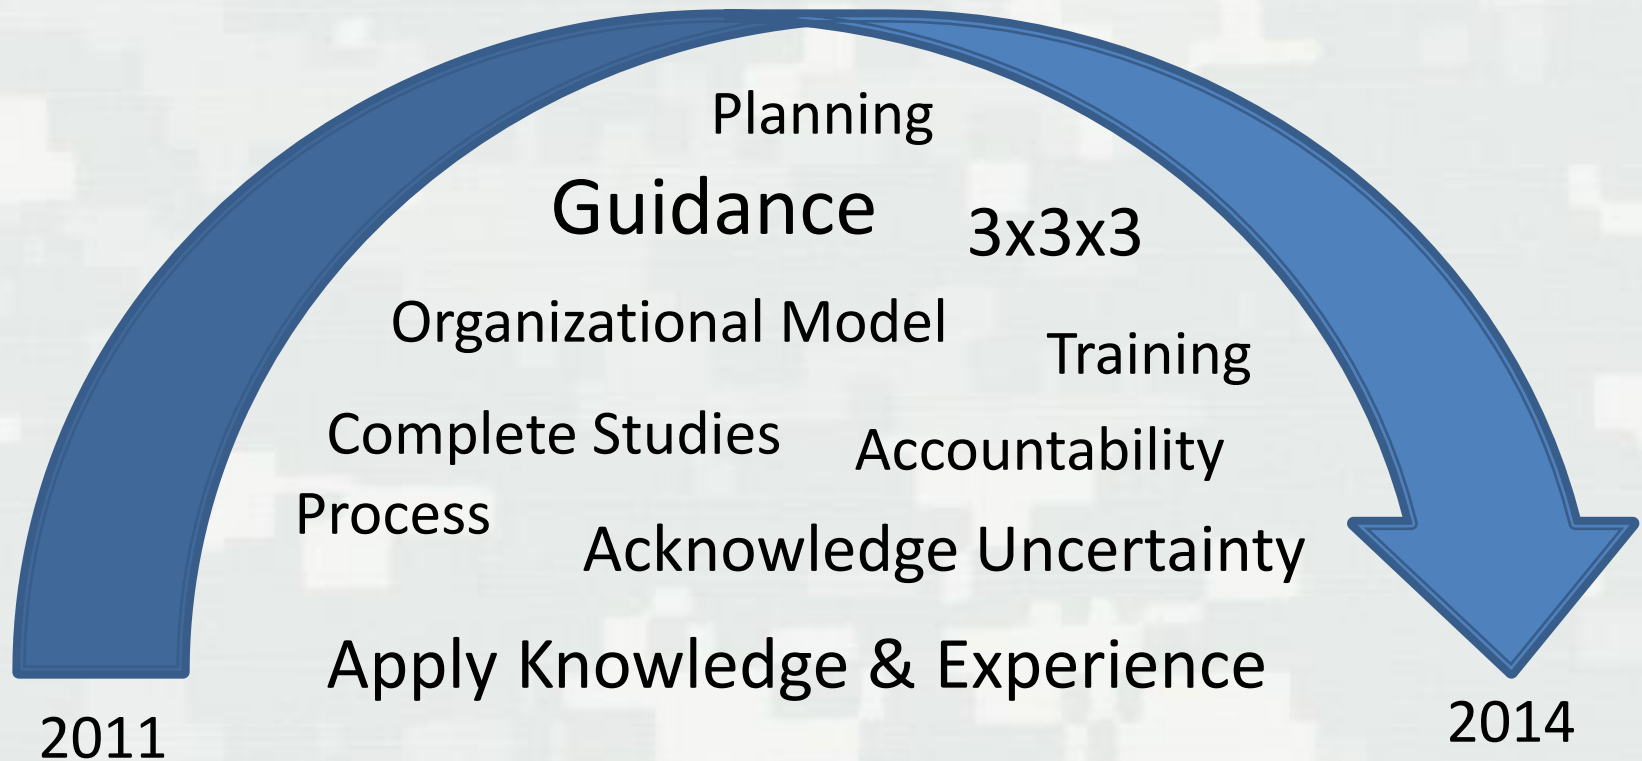 Planning
Guidance
3x3x3
Organizational Model
Training
Complete Studies
Accountability
Process
Acknowledge Uncertainty
Apply Knowledge & Experience
2011
2014